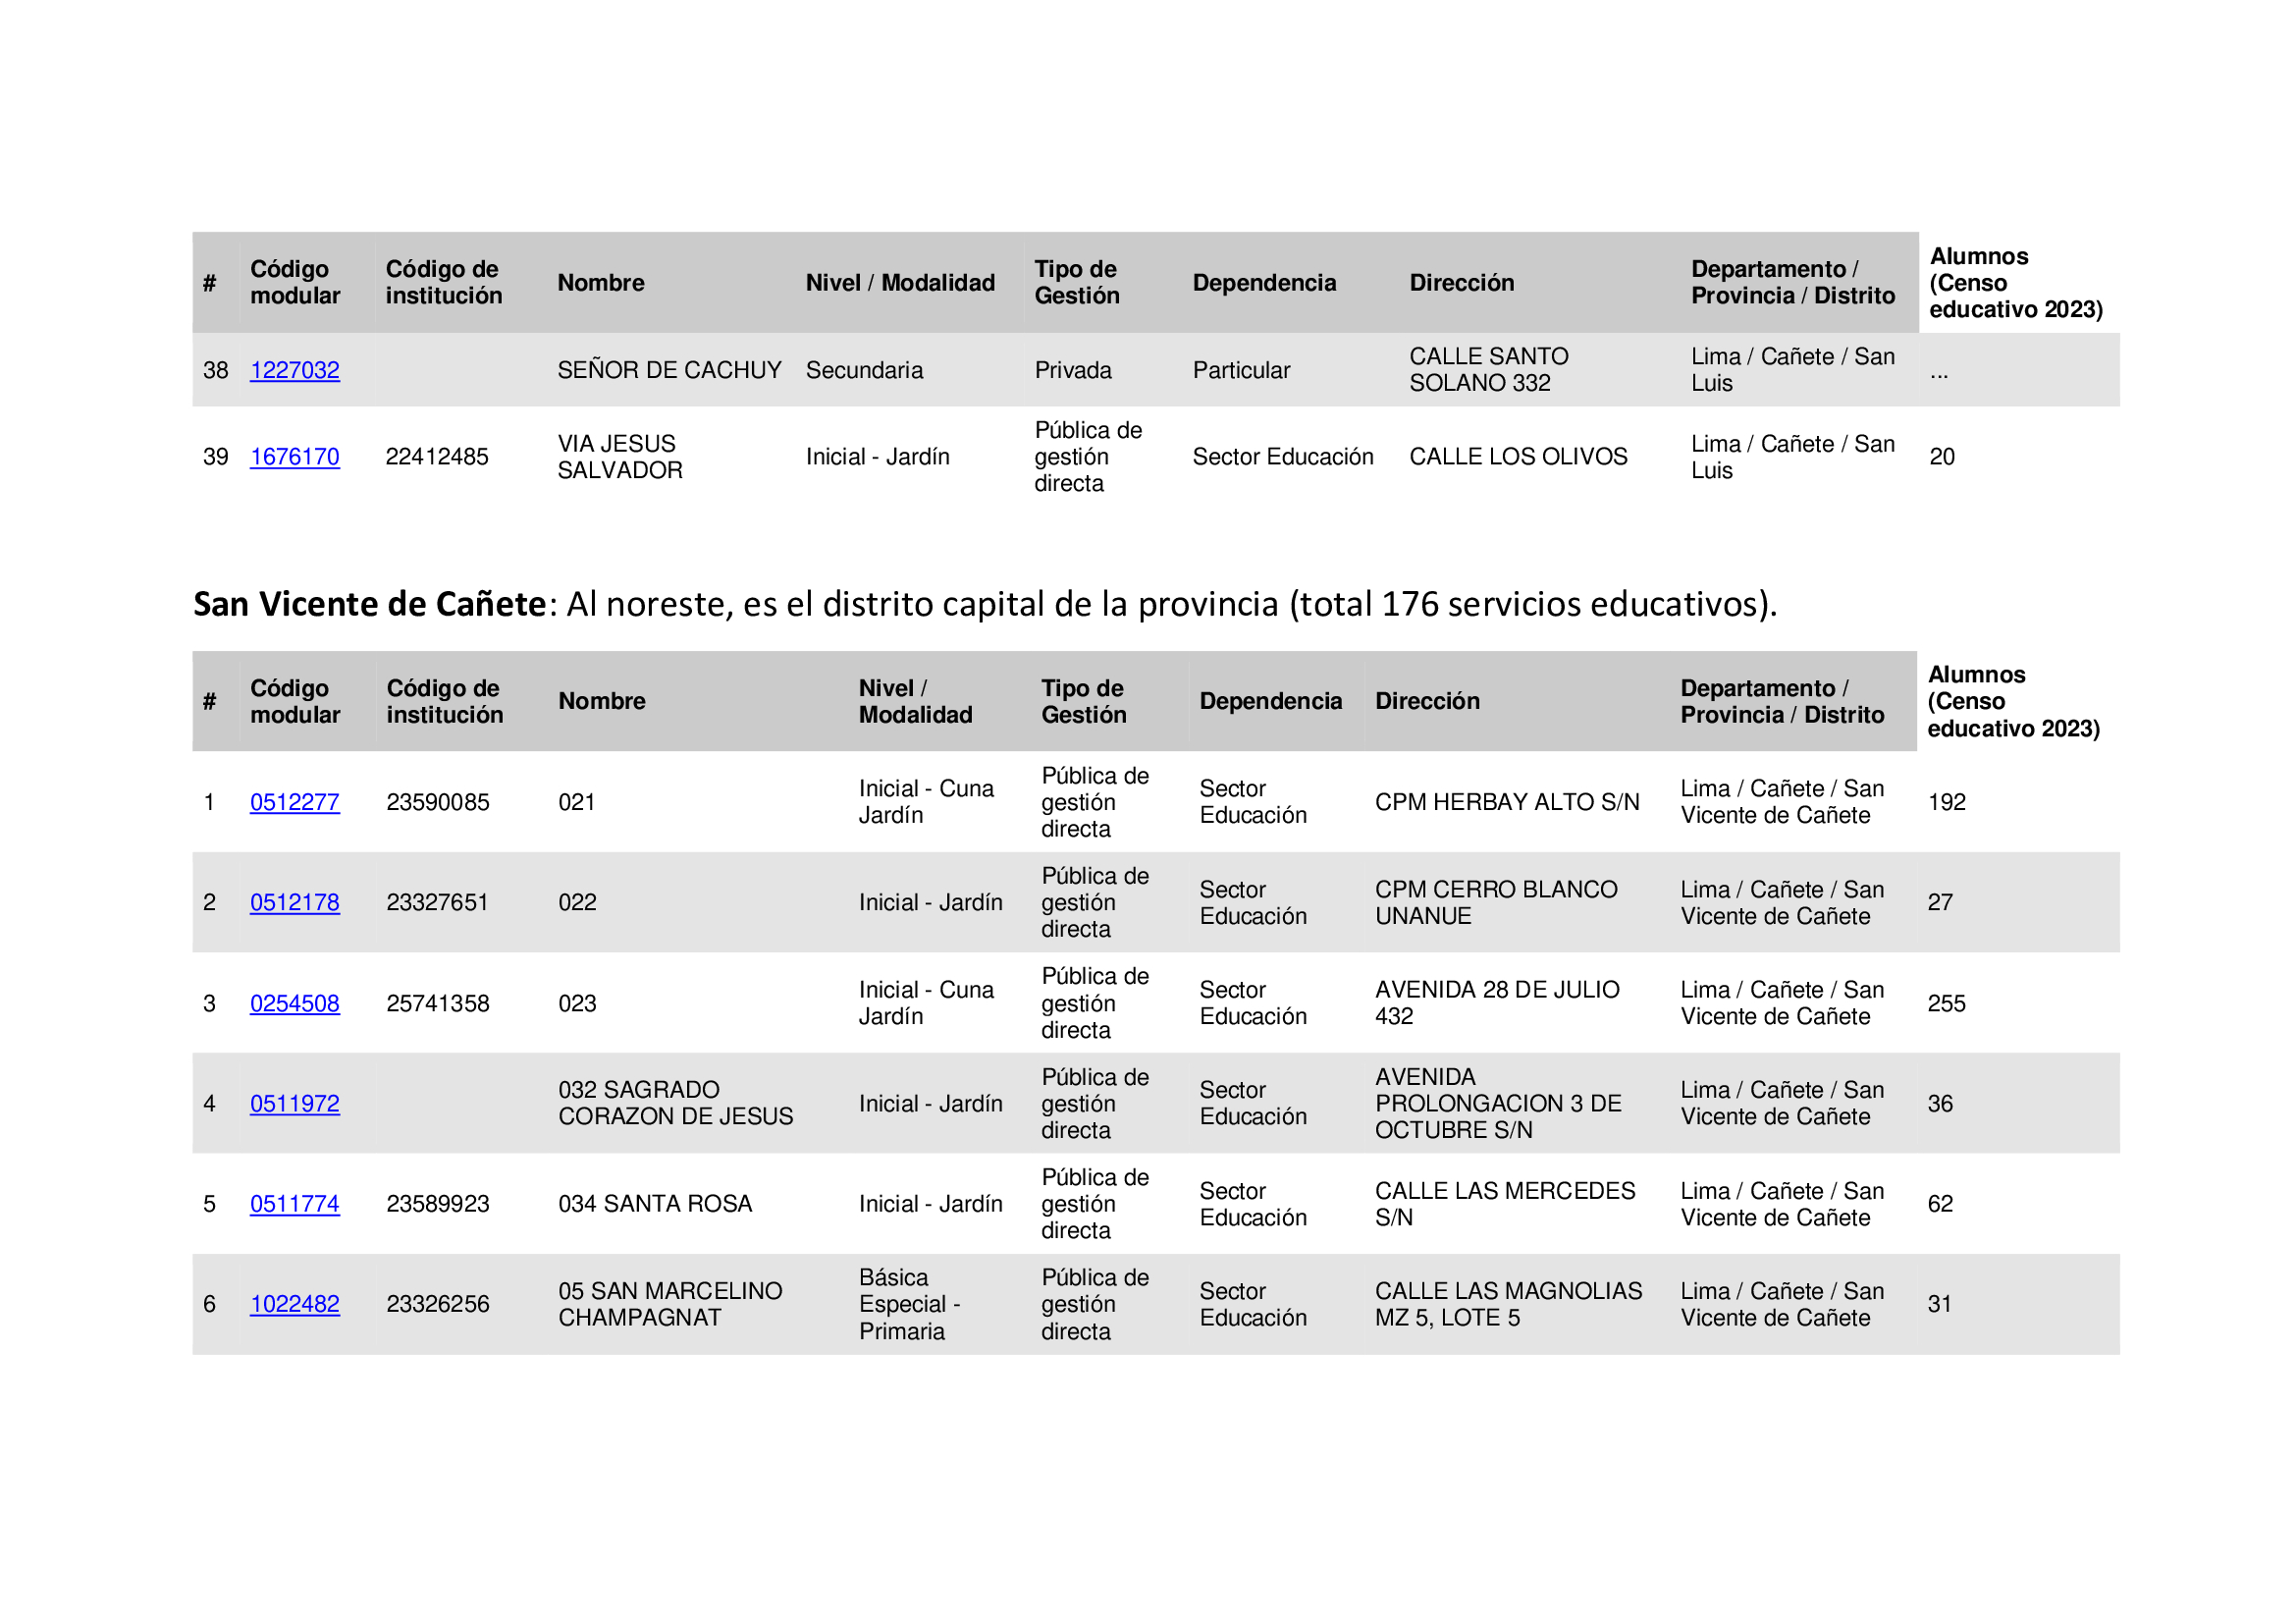 # Código modular Código de institución Nombre Nivel / Modalidad Tipo de Gestión Dependencia Dirección Departamento / Provincia / Distrito Alumnos (Censo educativo 2023)
38 1227032 SEÑOR DE CACHUY Secundaria Privada Particular CALLE SANTO SOLANO 332 Lima / Cañete / San Luis ...
39 1676170 22412485 VIA JESUS SALVADOR Inicial - Jardín Pública de gestión directa Sector Educación CALLE LOS OLIVOS Lima / Cañete / San Luis 20
San Vicente de Cañete: Al noreste, es el distrito capital de la provincia (total 176 servicios educativos).
# Código modular Código de institución Nombre Nivel / Modalidad Tipo de Gestión Dependencia Dirección Departamento / Provincia / Distrito Alumnos (Censo educativo 2023)
1 0512277 23590085 021 Inicial - Cuna Jardín Pública de gestión directa Sector Educación CPM HERBAY ALTO S/N Lima / Cañete / San Vicente de Cañete 192
2 0512178 23327651 022 Inicial - Jardín Pública de gestión directa Sector Educación CPM CERRO BLANCO UNANUE Lima / Cañete / San Vicente de Cañete 27
3 0254508 25741358 023 Inicial - Cuna Jardín Pública de gestión directa Sector Educación AVENIDA 28 DE JULIO 432 Lima / Cañete / San Vicente de Cañete 255
4 0511972 032 SAGRADO CORAZON DE JESUS Inicial - Jardín Pública de gestión directa Sector Educación AVENIDA PROLONGACION 3 DE OCTUBRE S/N Lima / Cañete / San Vicente de Cañete 36
5 0511774 23589923 034 SANTA ROSA Inicial - Jardín Pública de gestión directa Sector Educación CALLE LAS MERCEDES S/N Lima / Cañete / San Vicente de Cañete 62
6 1022482 23326256 05 SAN MARCELINO CHAMPAGNAT Básica Especial - Primaria Pública de gestión directa Sector Educación CALLE LAS MAGNOLIAS MZ 5, LOTE 5 Lima / Cañete / San Vicente de Cañete 31